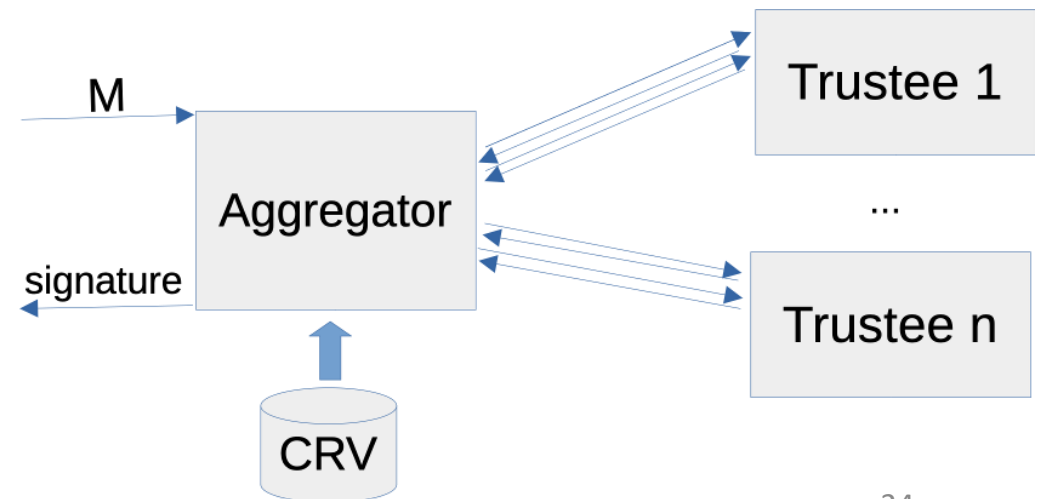 M
Trustee 1
Aggregator
...
signature
Trustee n
CRV